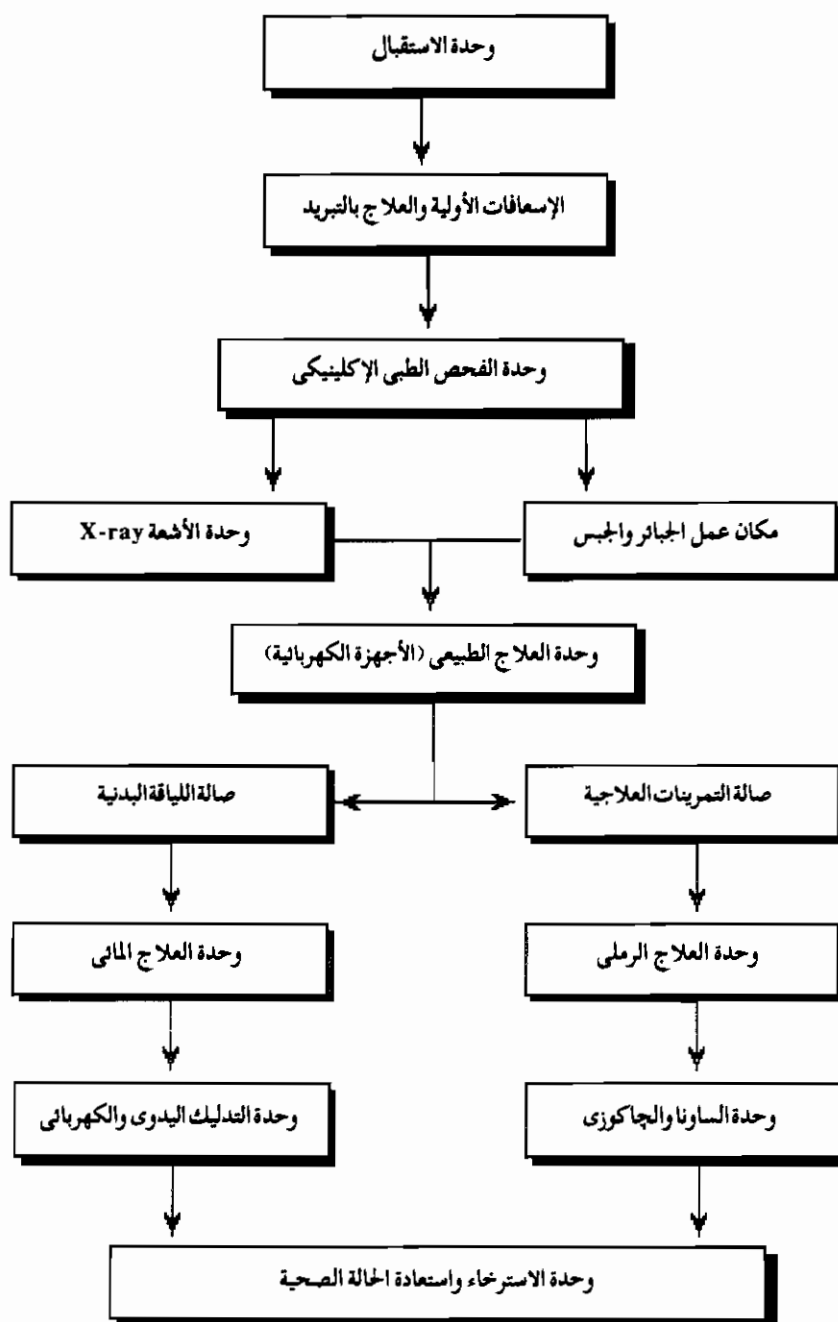 وحدة الاستقبال
الإسعافات الأولية والعلاج بالتبريد
وحدة الفحص الطبى الإكلينيكى
مكان عمل الجبائر والجبس
وحدة الأشعة X-ray
وحدة العلاج الطبيعى (الأجهزة الكهربائية)
صالة التمرينات العلاجية
صالة اللياقة البدنية
وحدة العلاج الرملى
وحدة العلاج المائى
وحدة الساونا والچاكوزى
وحدة التدليك اليدوى والكهربائى
وحدة الاسترخاء واستعادة الحالة الصحية